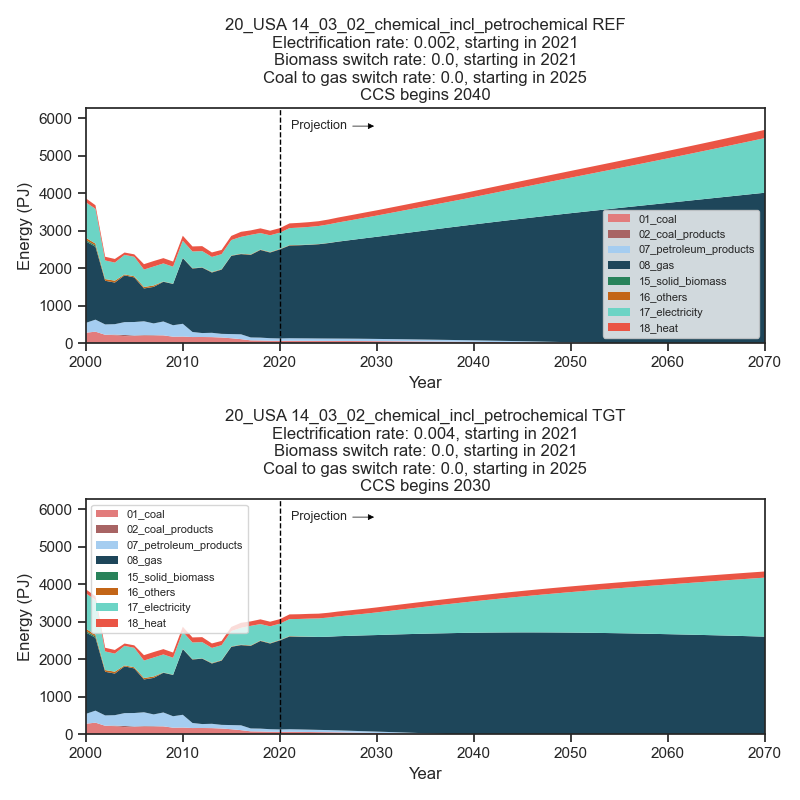 20_USA 14_03_02_chemical_incl_petrochemical REF
Electrification rate: 0.002, starting in 2021
Biomass switch rate: 0.0, starting in 2021
Coal to gas switch rate: 0.0, starting in 2025
CCS begins 2040
Projection
Energy (PJ)
6000
5000
4000
3000
2000
1000
0
01_coal
02_coal_products
07_petroleum_products
08_gas
15_solid_biomass
16_others
17_electricity
18_heat
2000 2010 2020 2030 2040 2050 2060 2070
Year
20_USA 14_03_02_chemical_incl_petrochemical TGT
Electrification rate: 0.004, starting in 2021
Biomass switch rate: 0.0, starting in 2021
Coal to gas switch rate: 0.0, starting in 2025
CCS begins 2030
Projection
Energy (PJ)
6000
5000
4000
3000
2000
1000
0
01_coal
02_coal_products
07_petroleum_products
08_gas
15_solid_biomass
16_others
17_electricity
18_heat
2000 2010 2020 2030 2040 2050 2060 2070
Year